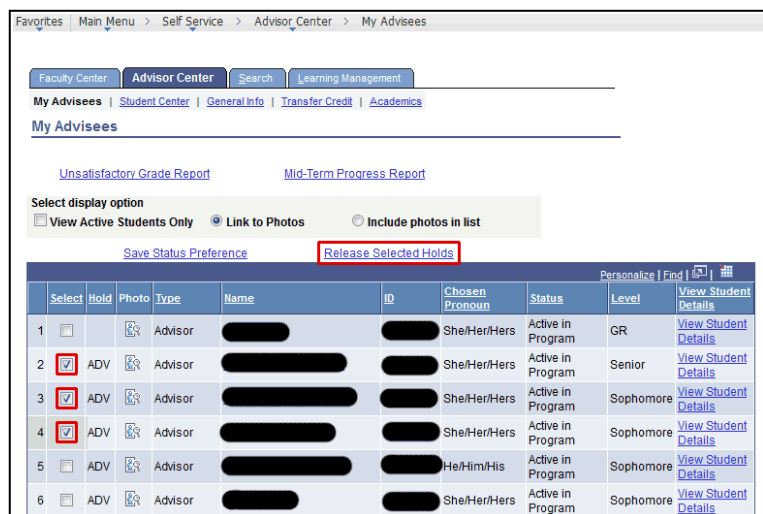 Favorites Main Menu > Self Service > Advisor Center > My Advisees
Faculty Center Advisor Center Search Learning Management
My Advisees | Student Center | General Info | Transfer Credit | Academics
My Advisees
Unsatisfactory Grade Report Mid-Term Progress Report
Select display option
View Active Students Only Link to Photos Include photos in list
Save Status Preference Release Selected Holds
Personalize | Find | |
Select Hold Photo Type Name ID Chosen Pronoun Status Level View Student Details
1 Advisor She/Her/Hers Active in Program GR View Student Details
2 ADV Advisor She/Her/Hers Active in Program Senior View Student Details
3 ADV Advisor She/Her/Hers Active in Program Sophomore View Student Details
4 ADV Advisor She/Her/Hers Active in Program Sophomore View Student Details
5 ADV Advisor He/Him/His Active in Program Sophomore View Student Details
6 ADV Advisor She/Her/Hers Active in Program Sophomore View Student Details